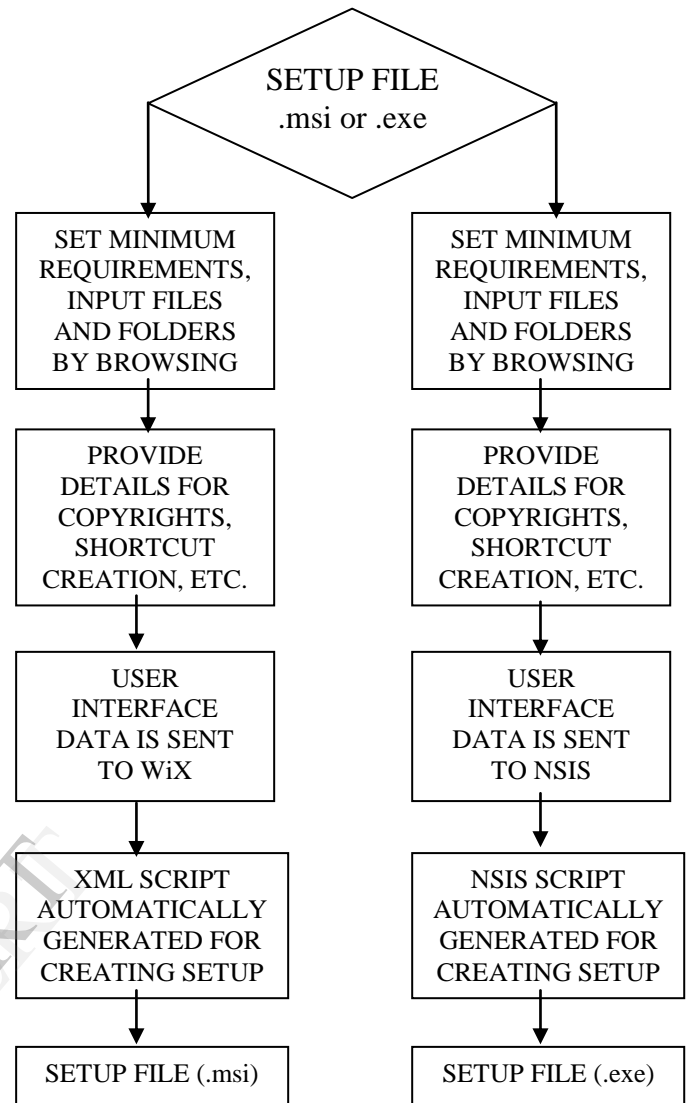 SETUP FILE
.msi or .exe
SET MINIMUM
REQUIREMENTS,
INPUT FILES
AND FOLDERS
BY BROWSING
PROVIDE
DETAILS FOR
COPYRIGHTS,
SHORTCUT
CREATION, ETC.
USER
INTERFACE
DATA IS SENT
TO WiX
XML SCRIPT
AUTOMATICALLY
GENERATED FOR
CREATING SETUP
SETUP FILE (.msi)
SET MINIMUM
REQUIREMENTS,
INPUT FILES
AND FOLDERS
BY BROWSING
PROVIDE
DETAILS FOR
COPYRIGHTS,
SHORTCUT
CREATION, ETC.
USER
INTERFACE
DATA IS SENT
TO NSIS
NSIS SCRIPT
AUTOMATICALLY
GENERATED FOR
CREATING SETUP
SETUP FILE (.exe)